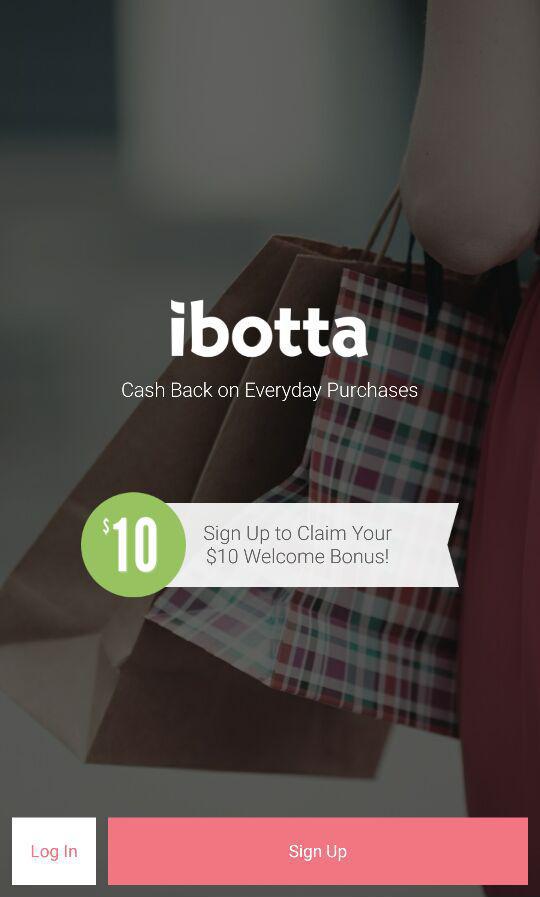 ibotta
Cash Back on Everyday Purchases
$10
Sign Up to Claim Your
$10 Welcome Bonus!
Log In
Sign Up